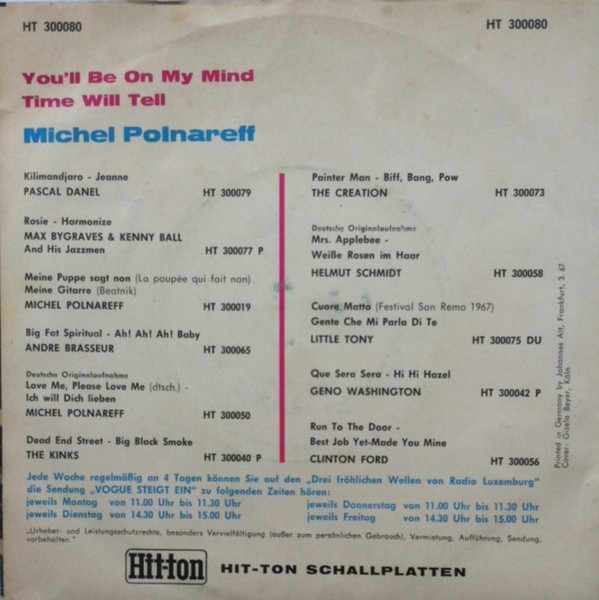 HT 300080
HT 300080
You'll Be On My Mind
Time Will Tell
Michel Polnareff
Kilimandjaro - Jeanne
PASCAL DANEL HT 300079
Rosie - Harmonize
MAX BYGRAVES & KENNY BALL
And His Jazzmen HT 300077 P
Meine Puppe sagt non (La poupée qui fait non)
Meine Gitarre (Beatnik)
MICHEL POLNAREFF HT 300019
Big Fat Spiritual - Ah! Ah! Ah! Baby
ANDRE BRASSEUR HT 300065
Deutsche Originalaufnahme
Love Me, Please Love Me (dtsch.) -
Ich will Dich lieben
MICHEL POLNAREFF HT 300050
Dead End Street - Big Black Smoke
THE KINKS HT 300040 P
Painter Man - Biff, Bang, Pow
THE CREATION HT 300073
Deutsche Originalaufnahme
Mrs. Applebee -
Weiße Rosen im Haar
HELMUT SCHMIDT HT 300058
Cuore Matto (Festival San Remo 1967)
Gente Che Mi Parla Di Te
LITTLE TONY HT 300075 DU
Que Sera Sera - Hi Hi Hazel
GENO WASHINGTON HT 300042 P
Run To The Door -
Best Job Yet-Made You Mine
CLINTON FORD HT 300056
Printed in Germany by Johannes Alt, Frankfurt, 3. 67
Cover: Gisela Beyer, Köln
Jede Woche regelmäßig an 4 Tagen können Sie auf den „Drei fröhlichen Wellen von Radio Luxemburg"
die Sendung „VOGUE STEIGT EIN" zu folgenden Zeiten hören:
jeweils Montag von 11.00 Uhr bis 11.30 Uhr jeweils Donnerstag von 11.00 Uhr bis 11.30 Uhr
jeweils Dienstag von 14.30 Uhr bis 15.00 Uhr jeweils Freitag von 14.30 Uhr bis 15.00 Uhr
„Urheber- und Leistungsschutzrechte, besonders Vervielfältigung (außer zum persönlichen Gebrauch), Vermietung, Aufführung, Sendung,
vorbehalten."
Hit-ton HIT-TON SCHALLPLATTEN